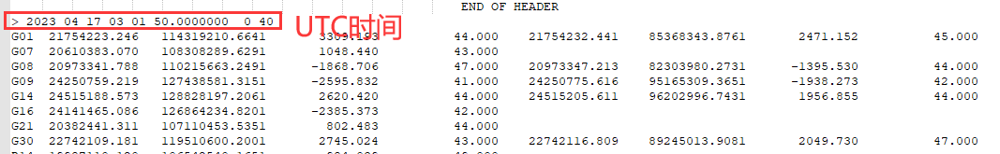 END OF HEADER
> 2023 04 17 03 01 50.0000000  0 40
UTC时间
G01  21754223.246  114319210.6641  3309.193  44.000  21754232.441  85368343.8761  2471.152  45.000
G07  20610383.070  108308289.6291  1048.440  43.000
G08  20973341.788  110215663.2491  -1868.706  47.000  20973347.213  82303980.2731  -1395.530  44.000
G09  24250759.219  127438581.3151  -2595.832  41.000  24250775.616  95165309.3651  -1938.273  42.000
G14  24515188.573  128828197.2061  2620.420  44.000  24515205.611  96202996.7431  1956.855  44.000
G16  24141465.086  126864234.8201  -2385.373  42.000
G21  20382441.311  107110453.5351  802.483  44.000
G30  22742109.181  119510600.2001  2745.024  43.000  22742116.809  89245013.9081  2049.730  47.000